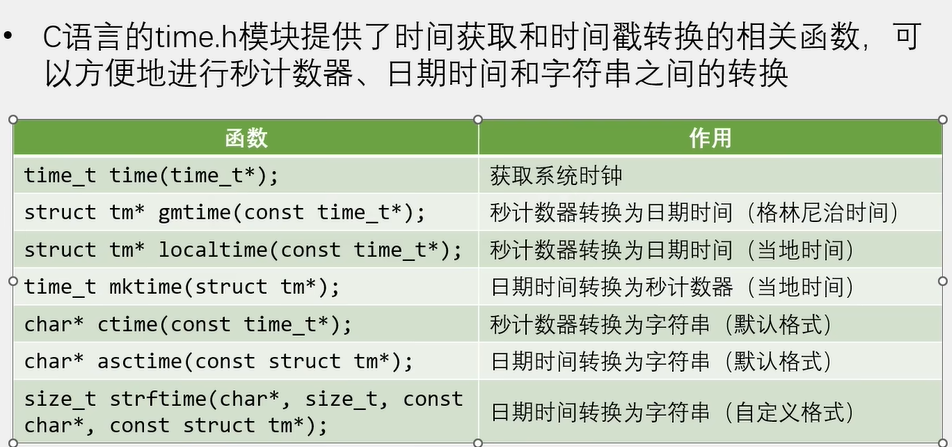 • C语言的time.h模块提供了时间获取和时间戳转换的相关函数，可
以方便地进行秒计数器、日期时间和字符串之间的转换
函数 作用
time_t time(time_t*); 获取系统时钟
struct tm* gmtime(const time_t*); 秒计数器转换为日期时间（格林尼治时间）
struct tm* localtime(const time_t*); 秒计数器转换为日期时间（当地时间）
time_t mktime(struct tm*); 日期时间转换为秒计数器（当地时间）
char* ctime(const time_t*); 秒计数器转换为字符串（默认格式）
char* asctime(const struct tm*); 日期时间转换为字符串（默认格式）
size_t strftime(char*, size_t, const
char*, const struct tm*); 日期时间转换为字符串（自定义格式）